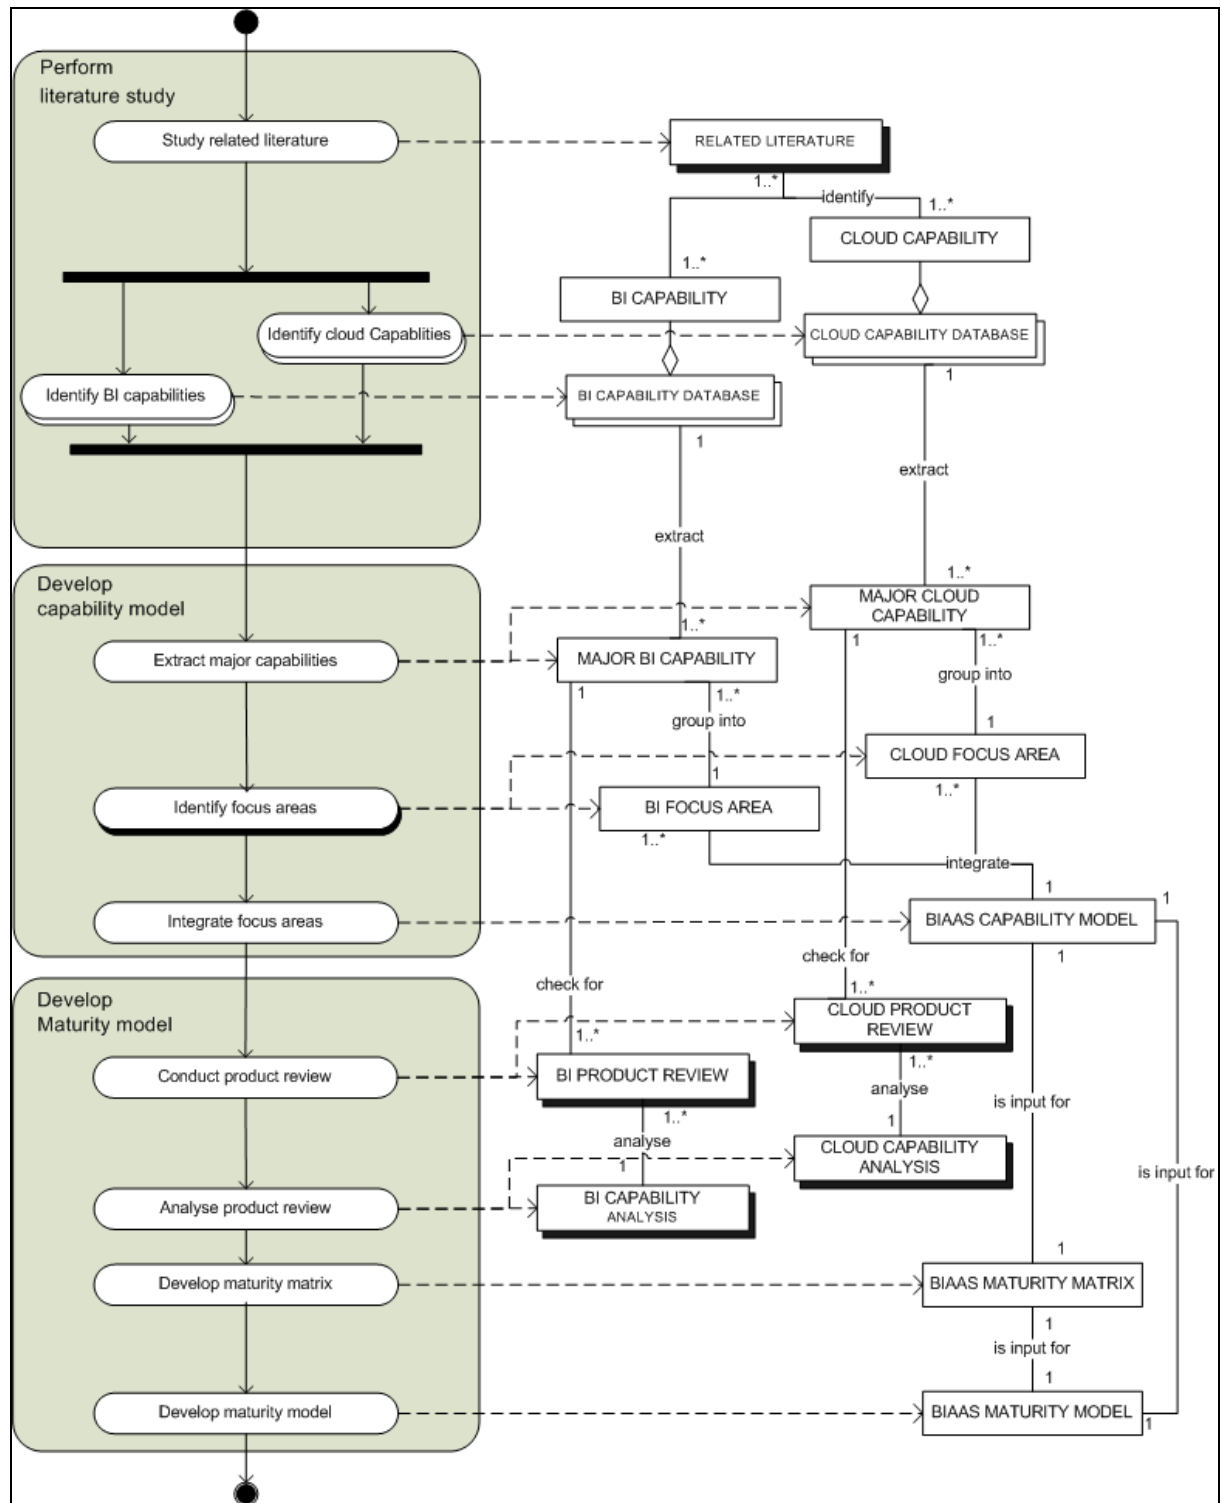 Perform
literature study
Study related literature
RELATED LITERATURE
1..*
identify
1..*
CLOUD CAPABILITY
1..*
BI CAPABILITY
Identify cloud Capablities
CLOUD CAPABILITY DATABASE
1
Identify BI capabilities
BI CAPABILITY DATABASE
1
extract
extract
Develop
capability model
1..*
MAJOR CLOUD
CAPABILITY
1..*
1
1..*
Extract major capabilities
MAJOR BI CAPABILITY
1
1..*
group into
group into
1
CLOUD FOCUS AREA
1
1..*
Identify focus areas
BI FOCUS AREA
1..*
integrate
1
1
Integrate focus areas
BIAAS CAPABILITY MODEL
1
check for
check for
Develop
Maturity model
1..*
CLOUD PRODUCT
REVIEW
1..*
1..*
Conduct product review
BI PRODUCT REVIEW
analyse
is input for
1..*
1
analyse
CLOUD CAPABILITY
ANALYSIS
1
is input for
BI CAPABILITY
ANALYSIS
Analyse product review
1
Develop maturity matrix
BIAAS MATURITY MATRIX
1
is input for
1
Develop maturity model
BIAAS MATURITY MODEL
1